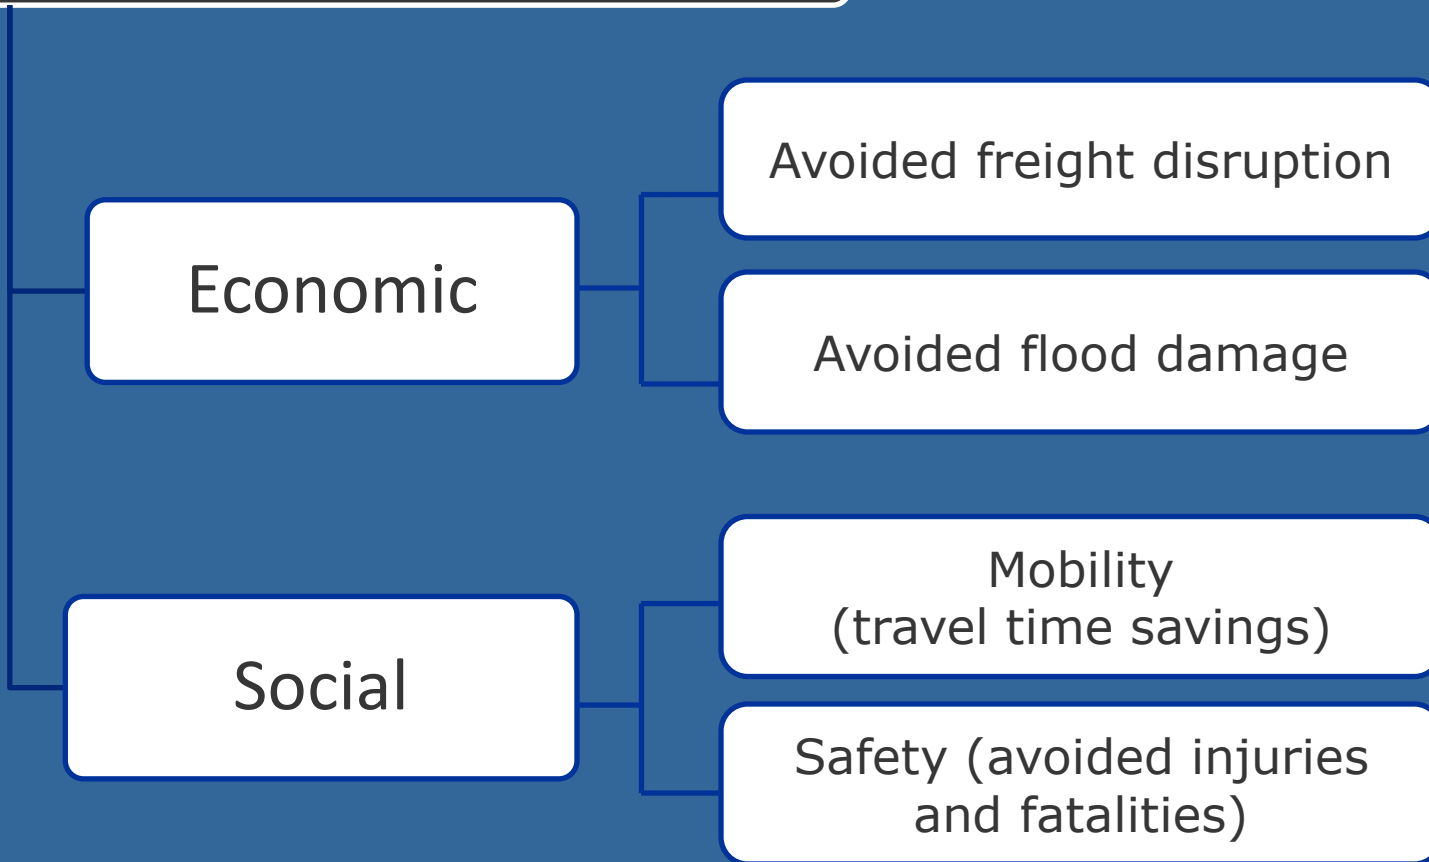 Avoided freight disruption
Economic
Avoided flood damage
Mobility
(travel time savings)
Social
Safety (avoided injuries
and fatalities)